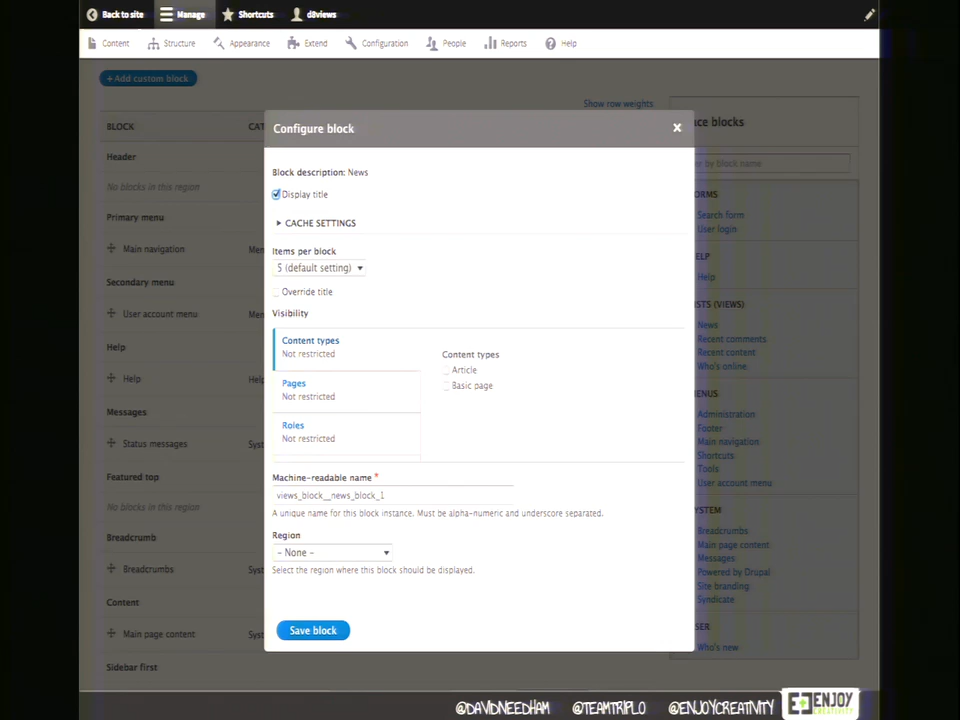 Back to site Manage Shortcuts d8views
Content Structure Appearance Extend Configuration People Reports Help
+Add custom block
Show row weights
BLOCK CAT
Header
No blocks in this region
Primary menu
Main navigation Men
Secondary menu
User account menu Men
Help
Help Help
Messages
Status messages Syst
Featured top
No blocks in this region
Breadcrumb
Breadcrumbs Syst
Content
Main page content Syst
Sidebar first
Configure block x
Block description: News
Display title
CACHE SETTINGS
Items per block
5 (default setting)
Override title
Visibility
Content types
Not restricted
Pages
Not restricted
Roles
Not restricted
Content types
Article
Basic page
Machine-readable name *
views_block__news_block_1
A unique name for this block instance. Must be alpha-numeric and underscore separated.
Region
- None -
Select the region where this block should be displayed.
Save block
ce blocks
by block name
ORMS
Search form
User login
ELP
Help
STS (VIEWS)
News
Recent comments
Recent content
Who's online
ENUS
Administration
Footer
Main navigation
Shortcuts
Tools
User account menu
YSTEM
Breadcrumbs
Main page content
Messages
Powered by Drupal
Site branding
Syndicate
SER
Who's new
@DAVIDNEEDHAM @TEAMTRIPLO @ENJOYCREATIVITY ENJOY
CREATIVITY